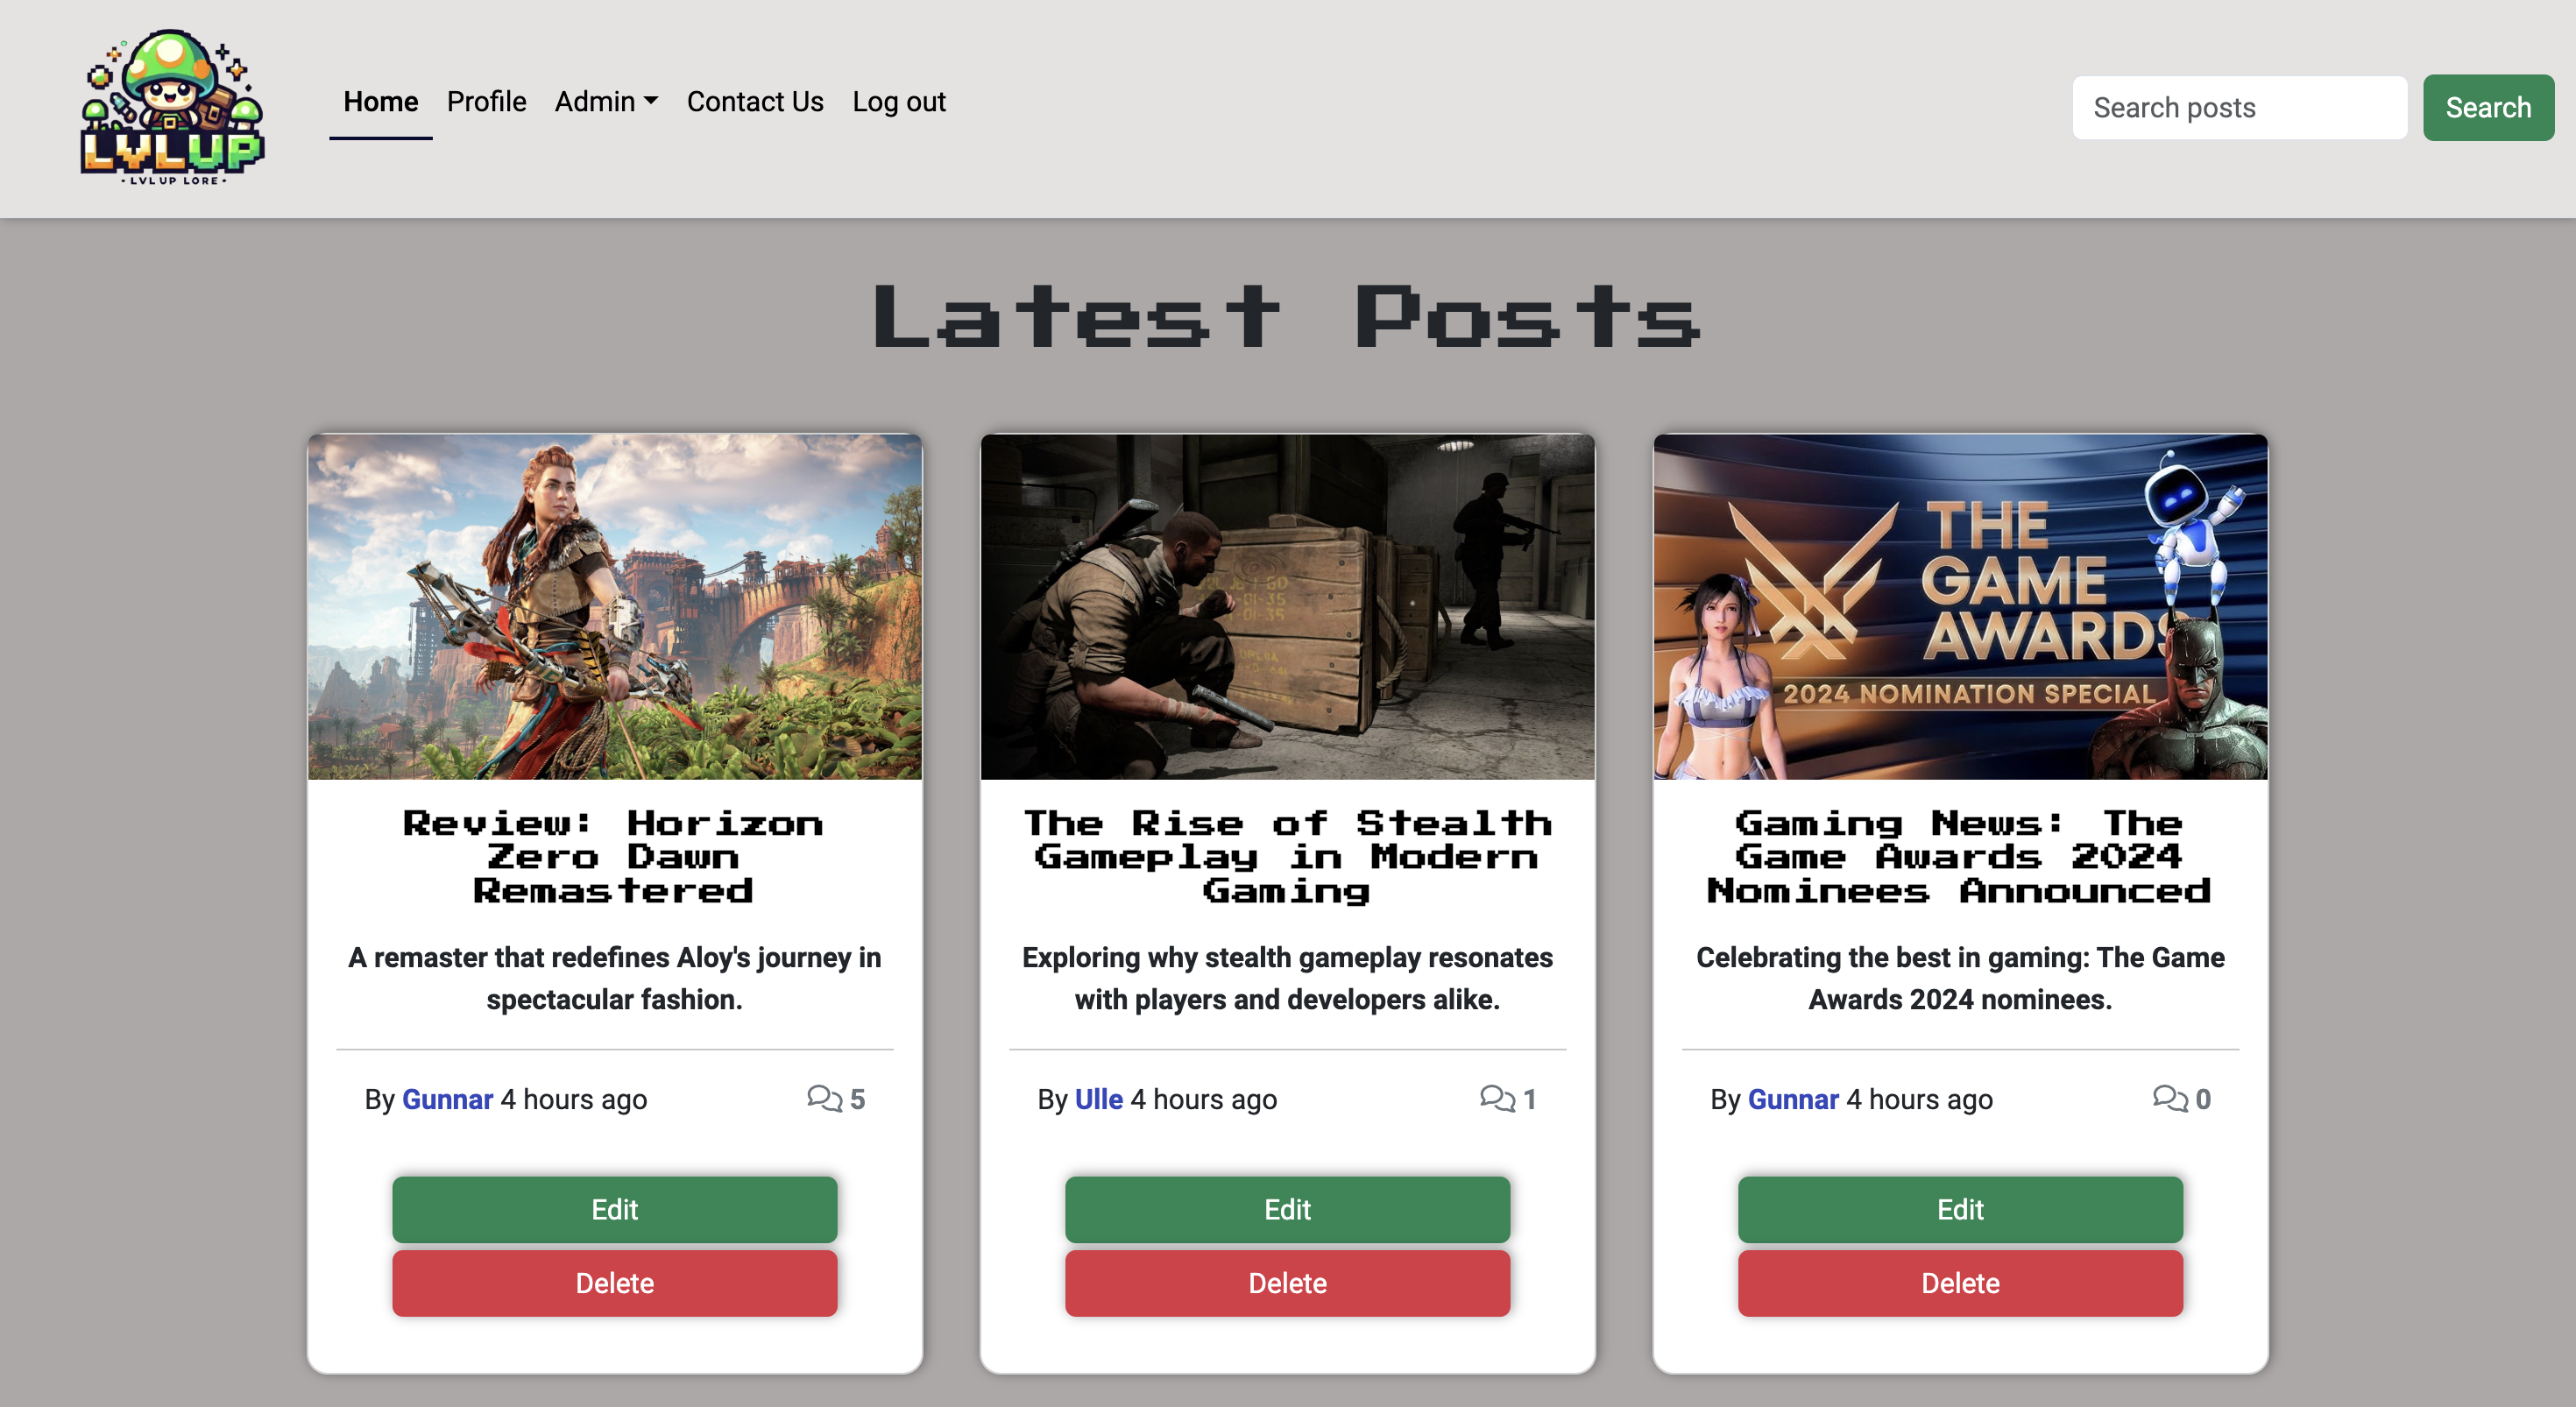 LVLUP
· LVLUP LORE ·
Home Profile Admin Contact Us Log out
Search posts Search
Latest Posts
THE
GAME
AWARDS
2024 NOMINATION SPECIAL
Review: Horizon
Zero Dawn
Remastered
A remaster that redefines Aloy's journey in
spectacular fashion.
By Gunnar 4 hours ago 5
Edit
Delete
The Rise of Stealth
Gameplay in Modern
Gaming
Exploring why stealth gameplay resonates
with players and developers alike.
By Ulle 4 hours ago 1
Edit
Delete
Gaming News: The
Game Awards 2024
Nominees Announced
Celebrating the best in gaming: The Game
Awards 2024 nominees.
By Gunnar 4 hours ago 0
Edit
Delete